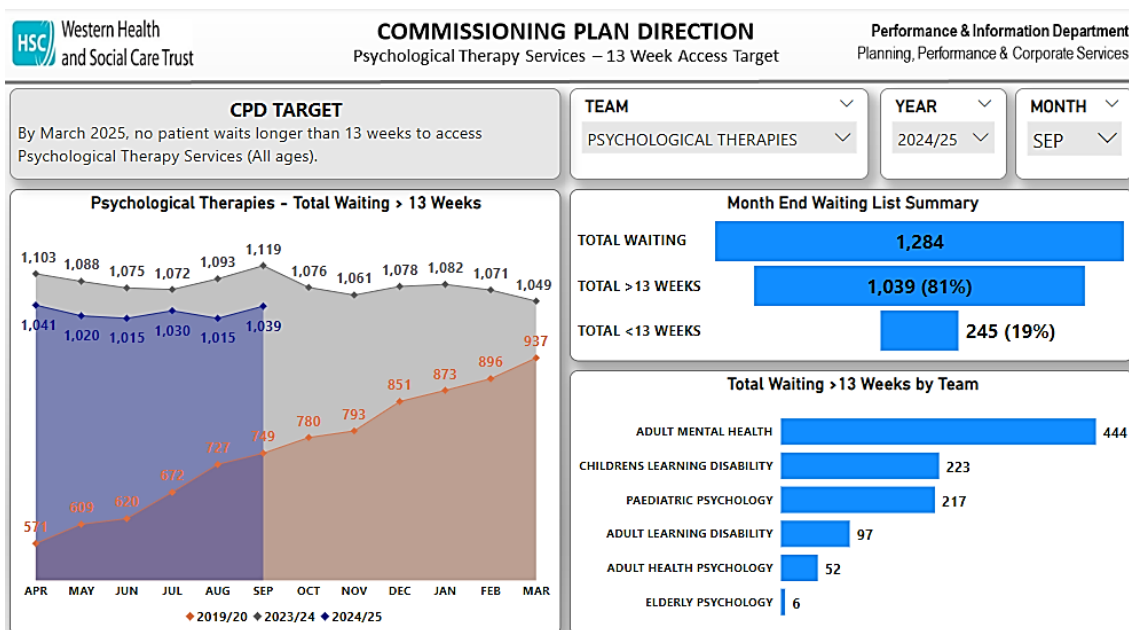 HSC
Western Health
and Social Care Trust
COMMISSIONING PLAN DIRECTION
Psychological Therapy Services – 13 Week Access Target
Performance & Information Department
Planning, Performance & Corporate Services
CPD TARGET
By March 2025, no patient waits longer than 13 weeks to access
Psychological Therapy Services (All ages).
TEAM
PSYCHOLOGICAL THERAPIES
YEAR
2024/25
MONTH
SEP
Psychological Therapies - Total Waiting > 13 Weeks
1,103 1,088 1,075 1,072 1,093 1,119 1,076 1,061 1,078 1,082 1,071 1,049
1,041 1,020 1,015 1,030 1,015 1,039
571 609 620 672 727 749 780 793 851 873 896 937
APR MAY JUN JUL AUG SEP OCT NOV DEC JAN FEB MAR
2019/20 2023/24 2024/25
Month End Waiting List Summary
TOTAL WAITING 1,284
TOTAL >13 WEEKS 1,039 (81%)
TOTAL <13 WEEKS 245 (19%)
Total Waiting >13 Weeks by Team
ADULT MENTAL HEALTH 444
CHILDRENS LEARNING DISABILITY 223
PAEDIATRIC PSYCHOLOGY 217
ADULT LEARNING DISABILITY 97
ADULT HEALTH PSYCHOLOGY 52
ELDERLY PSYCHOLOGY 6